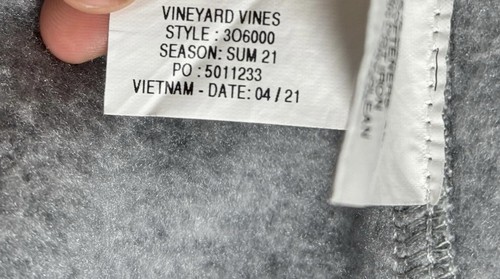 VINEYARD VINES
STYLE : 3O6000
SEASON: SUM 21
PO : 5011233
VIETNAM - DATE: 04 / 21